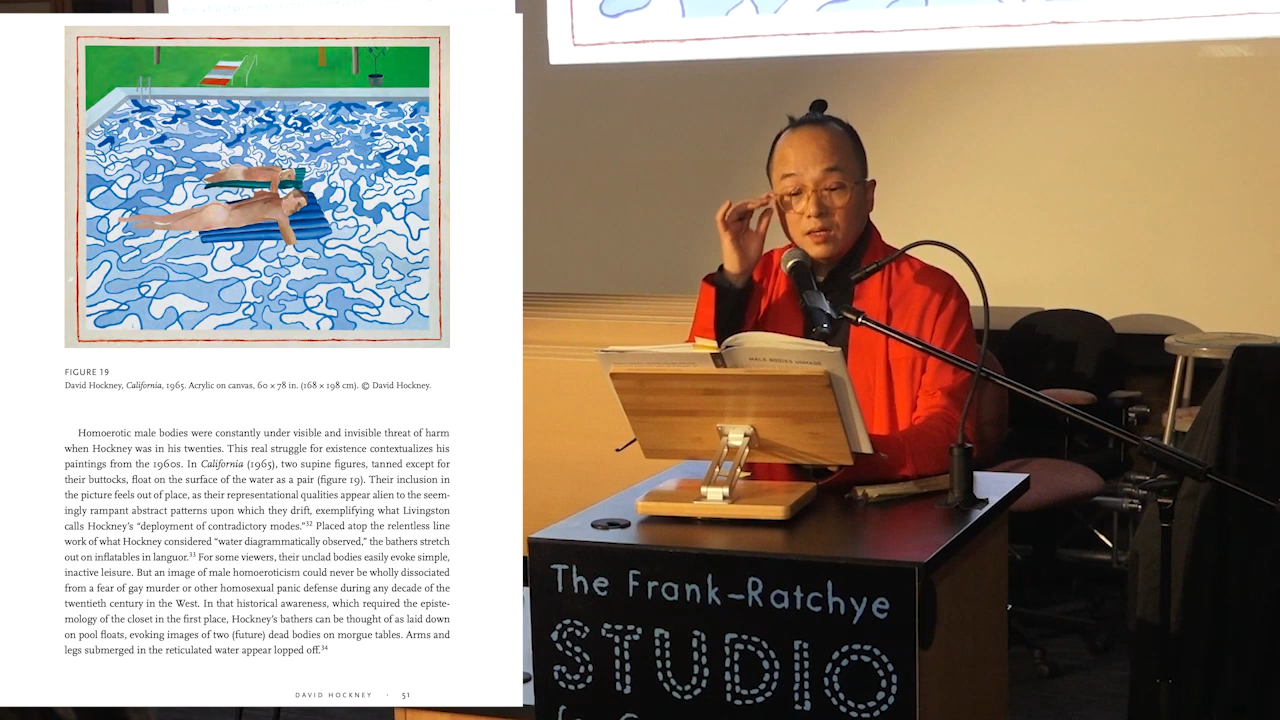 FIGURE 19
David Hockney, California, 1965. Acrylic on canvas, 60 × 78 in. (168 × 198 cm). © David Hockney.
Homoerotic male bodies were constantly under visible and invisible threat of harm
when Hockney was in his twenties. This real struggle for existence contextualizes his
paintings from the 1960s. In California (1965), two supine figures, tanned except for
their buttocks, float on the surface of the water as a pair (figure 19). Their inclusion in
the picture feels out of place, as their representational qualities appear alien to the seem-
ingly rampant abstract patterns upon which they drift, exemplifying what Livingston
calls Hockney’s “deployment of contradictory modes.”32 Placed atop the relentless line
work of what Hockney considered “water diagrammatically observed,” the bathers stretch
out on inflatables in languor.33 For some viewers, their unclad bodies easily evoke simple,
inactive leisure. But an image of male homoeroticism could never be wholly dissociated
from a fear of gay murder or other homosexual panic defense during any decade of the
twentieth century in the West. In that historical awareness, which required the episte-
mology of the closet in the first place, Hockney’s bathers can be thought of as laid down
on pool floats, evoking images of two (future) dead bodies on morgue tables. Arms and
legs submerged in the reticulated water appear lopped off.34
DAVID HOCKNEY · 51
MALE BODIES UNMADE
The Frank-Ratchye
STUDIO